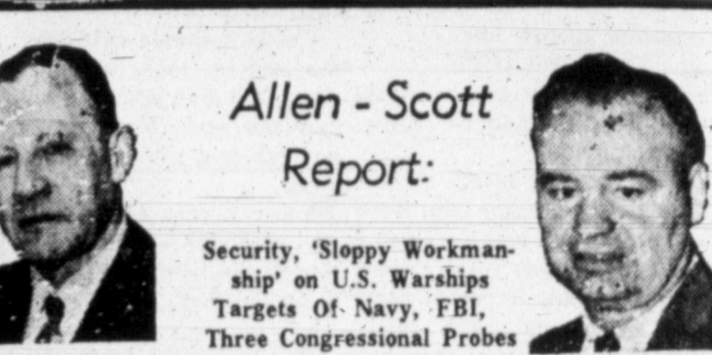 Allen - Scott
Report:
Security, 'Sloppy Workman-
ship' on U.S. Warships
Targets Of Navy, FBI,
Three Congressional Probes